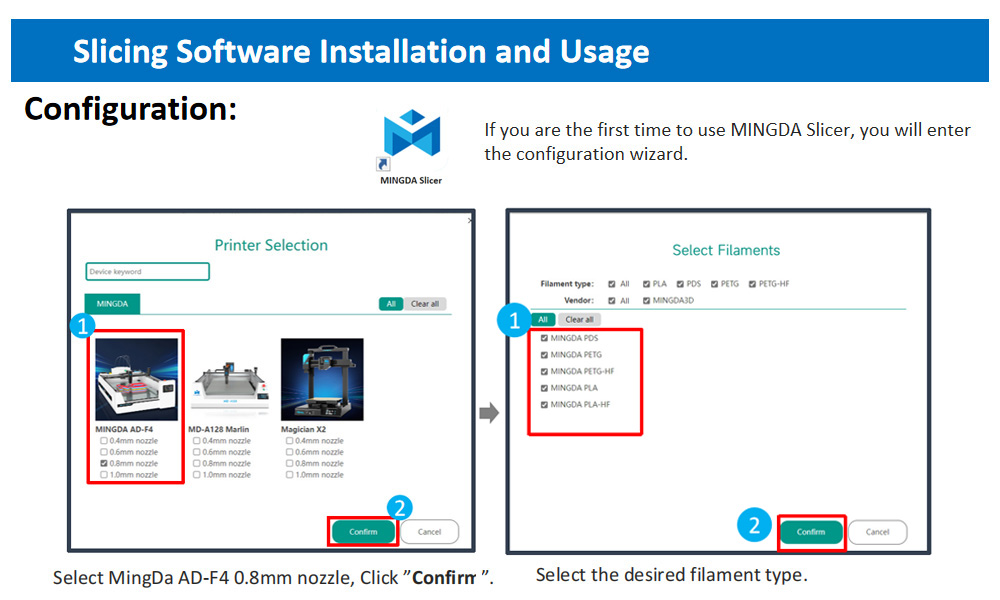 Slicing Software Installation and Usage
Configuration:
MINGDA Slicer
If you are the first time to use MINGDA Slicer, you will enter
the configuration wizard.
Printer Selection
Device keyword
MINGDA
All
Clear all
1
MINGDA AD-F4
0.4mm nozzle
0.6mm nozzle
0.8mm nozzle
1.0mm nozzle
MD-A128 Marlin
0.4mm nozzle
0.6mm nozzle
0.8mm nozzle
1.0mm nozzle
Magician X2
0.4mm nozzle
0.6mm nozzle
0.8mm nozzle
1.0mm nozzle
2
Confirm
Cancel
Select MingDa AD-F4 0.8mm nozzle, Click ”Confirm ”.
Select Filaments
Filament type: All PLA PDS PETG PETG-HF
Vendor: All MINGDA3D
1
All
Clear all
MINGDA PDS
MINGDA PETG
MINGDA PETG-HF
MINGDA PLA
MINGDA PLA-HF
2
Confirm
Cancel
Select the desired filament type.